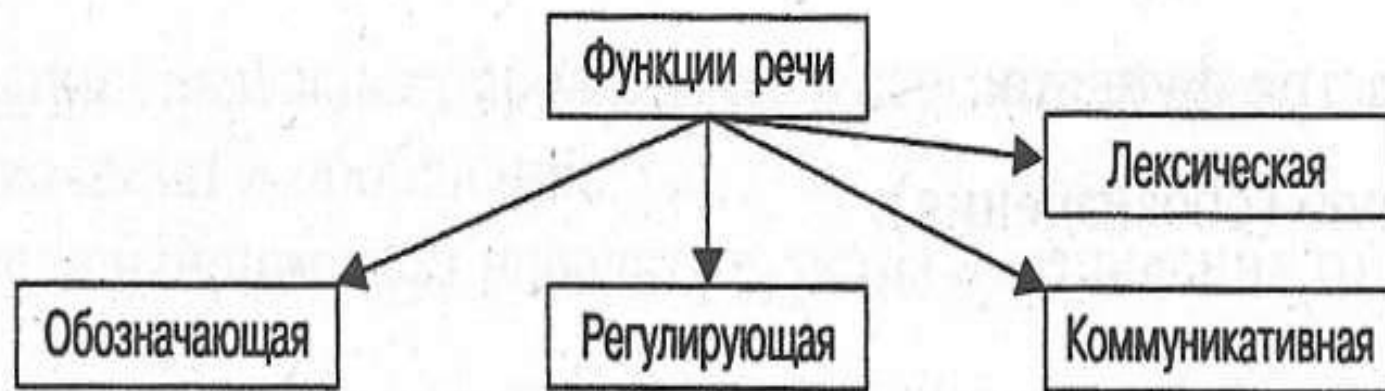 Функции речи
Лексическая
Обозначающая
Регулирующая
Коммуникативная